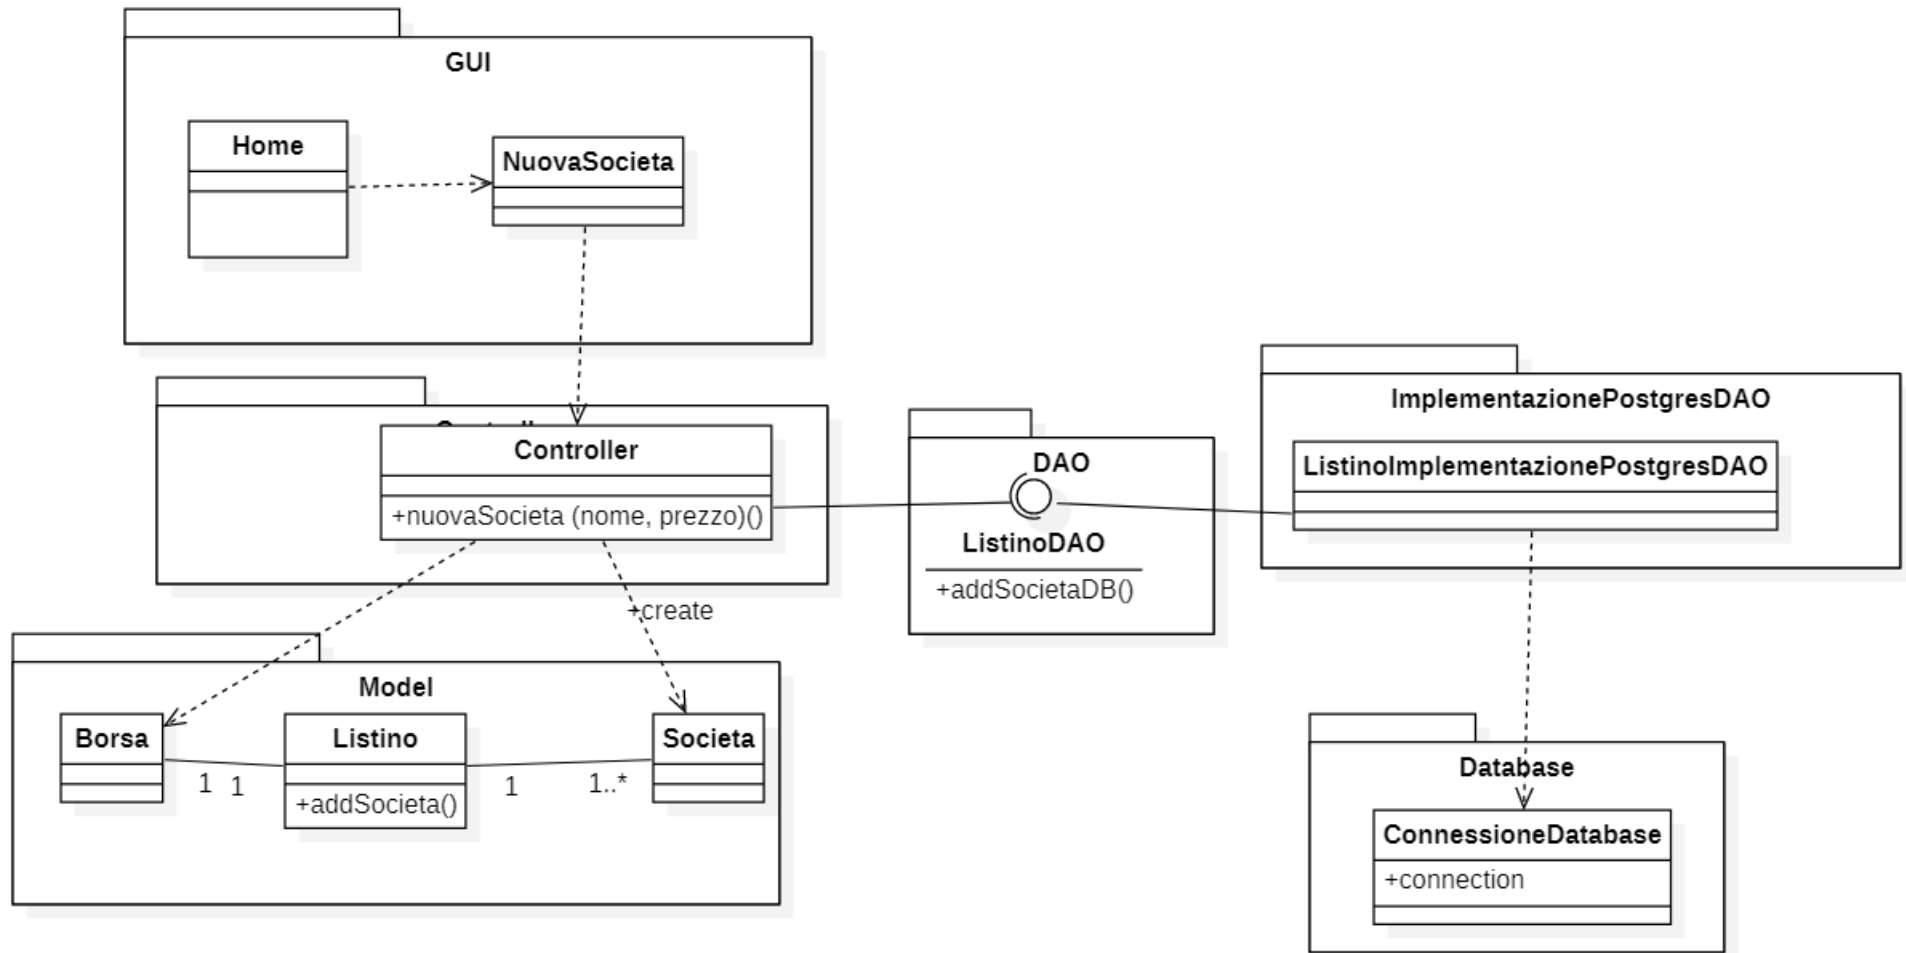 GUI
Home
NuovaSocieta
Controller
+nuovaSocieta (nome, prezzo)()
+create
Model
Borsa
1
1
Listino
+addSocieta()
1
1..*
Societa
DAO
ListinoDAO
+addSocietaDB()
ImplementazionePostgresDAO
ListinoImplementazionePostgresDAO
Database
ConnessioneDatabase
+connection